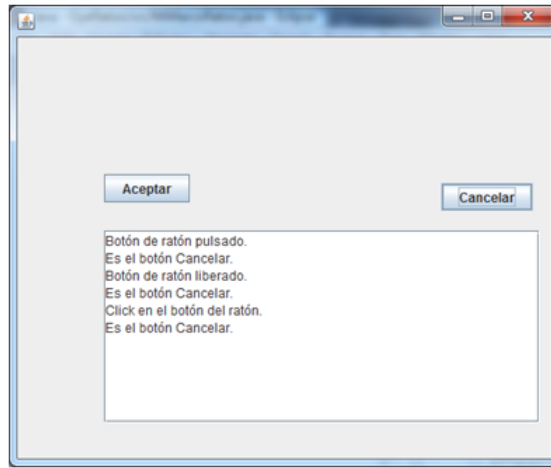 Aceptar
Cancelar
Botón de ratón pulsado.
Es el botón Cancelar.
Botón de ratón liberado.
Es el botón Cancelar.
Click en el botón del ratón.
Es el botón Cancelar.